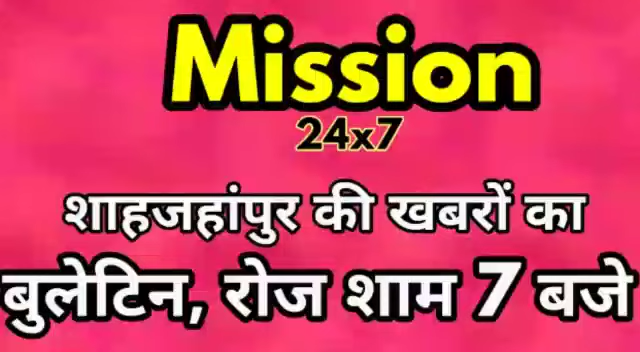 Mission
24x7
शाहजहांपुर की खबरों का
बुलेटिन, रोज शाम 7 बजे